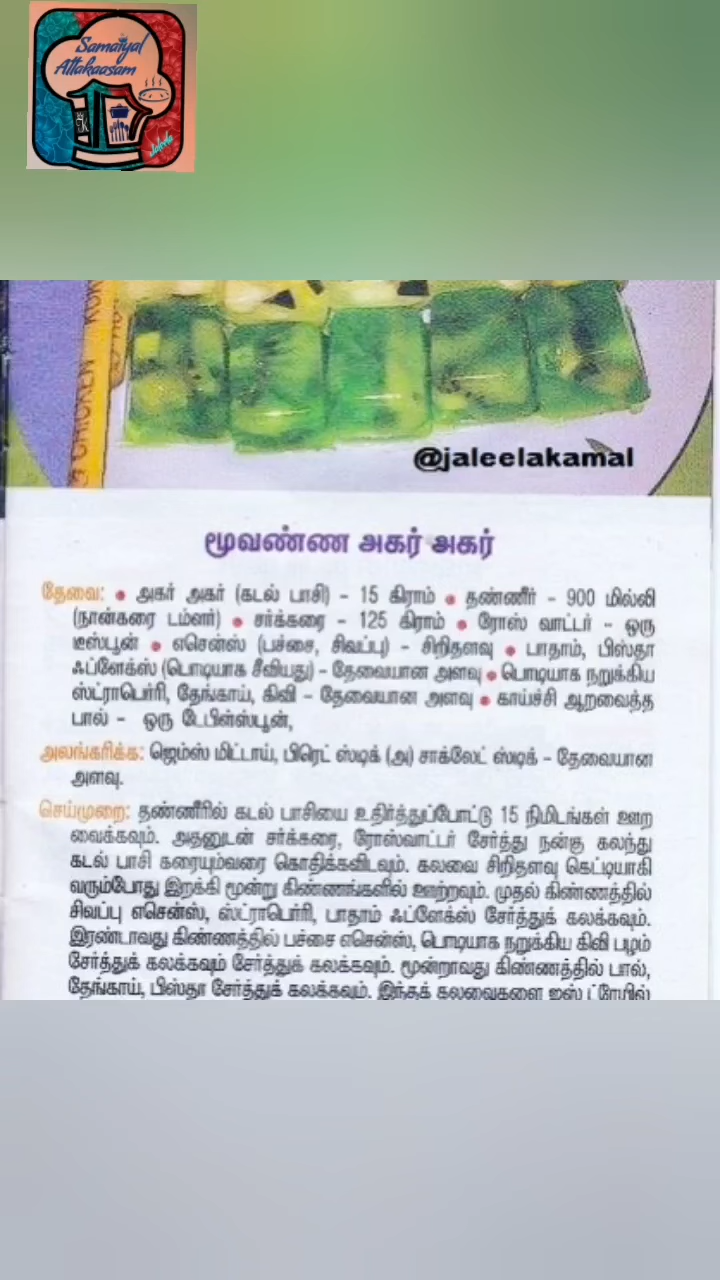 Samaiyal
Attakaasam
Jaleela
CHICKEN
@jaleelakamal
மூவண்ண அகர் அகர்
தேவை: • அகர் அகர் (கடல் பாசி) - 15 கிராம் • தண்ணீர் - 900 மில்லி
(நான்கரை டம்ளர்) • சர்க்கரை - 125 கிராம் • ரோஸ் வாட்டர் - ஒரு
டீஸ்பூன் • எசென்ஸ் (பச்சை, சிவப்பு) - சிறிதளவு • பாதாம், பிஸ்தா
ஃப்ளேக்ஸ் (பொடியாக சீவியது) - தேவையான அளவு • பொடியாக நறுக்கிய
ஸ்ட்ராபெர்ரி, தேங்காய், கிவி - தேவையான அளவு • காய்ச்சி ஆறவைத்த
பால் - ஒரு டேபிள்ஸ்பூன்,
அலங்கரிக்க: ஜெம்ஸ் மிட்டாய், பிரெட் ஸ்டிக் (அ) சாக்லேட் ஸ்டிக் - தேவையான
அளவு.
செய்முறை: தண்ணீரில் கடல் பாசியை உதிர்த்துப்போட்டு 15 நிமிடங்கள் ஊற
வைக்கவும். அதனுடன் சர்க்கரை, ரோஸ்வாட்டர் சேர்த்து நன்கு கலந்து
கடல் பாசி கரையும்வரை கொதிக்கவிடவும். கலவை சிறிதளவு கெட்டியாகி
வரும்போது இறக்கி மூன்று கிண்ணங்களில் ஊற்றவும். முதல் கிண்ணத்தில்
சிவப்பு எசென்ஸ், ஸ்ட்ராபெர்ரி, பாதாம் ஃப்ளேக்ஸ் சேர்த்துக் கலக்கவும்.
இரண்டாவது கிண்ணத்தில் பச்சை எசென்ஸ், பொடியாக நறுக்கிய கிவி பழம்
சேர்த்துக் கலக்கவும் சேர்த்துக் கலக்கவும். மூன்றாவது கிண்ணத்தில் பால்,
தேங்காய், பிஸ்தா சேர்த்துக் கலக்கவும். இந்தக் கலவைகளை ஐஸ் ட்ரேயில்